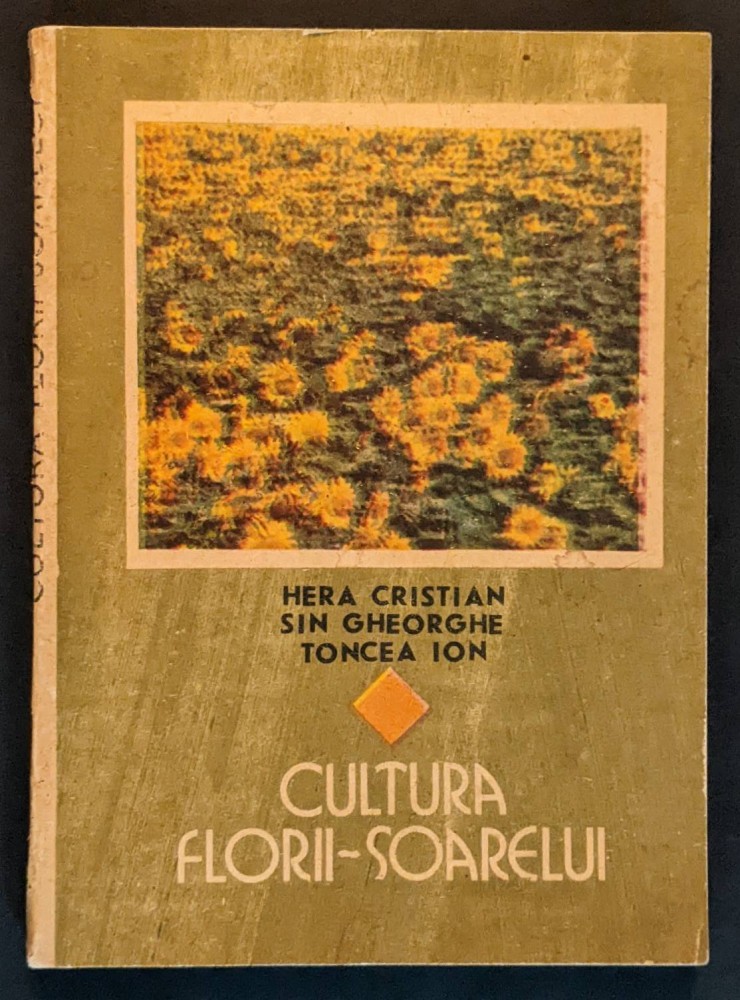 HERA CRISTIAN
SIN GHEORGHE
TONCEA ION
CULTURA
FLORII-SOARELUI
CULTURA FLORII-SOARELUI